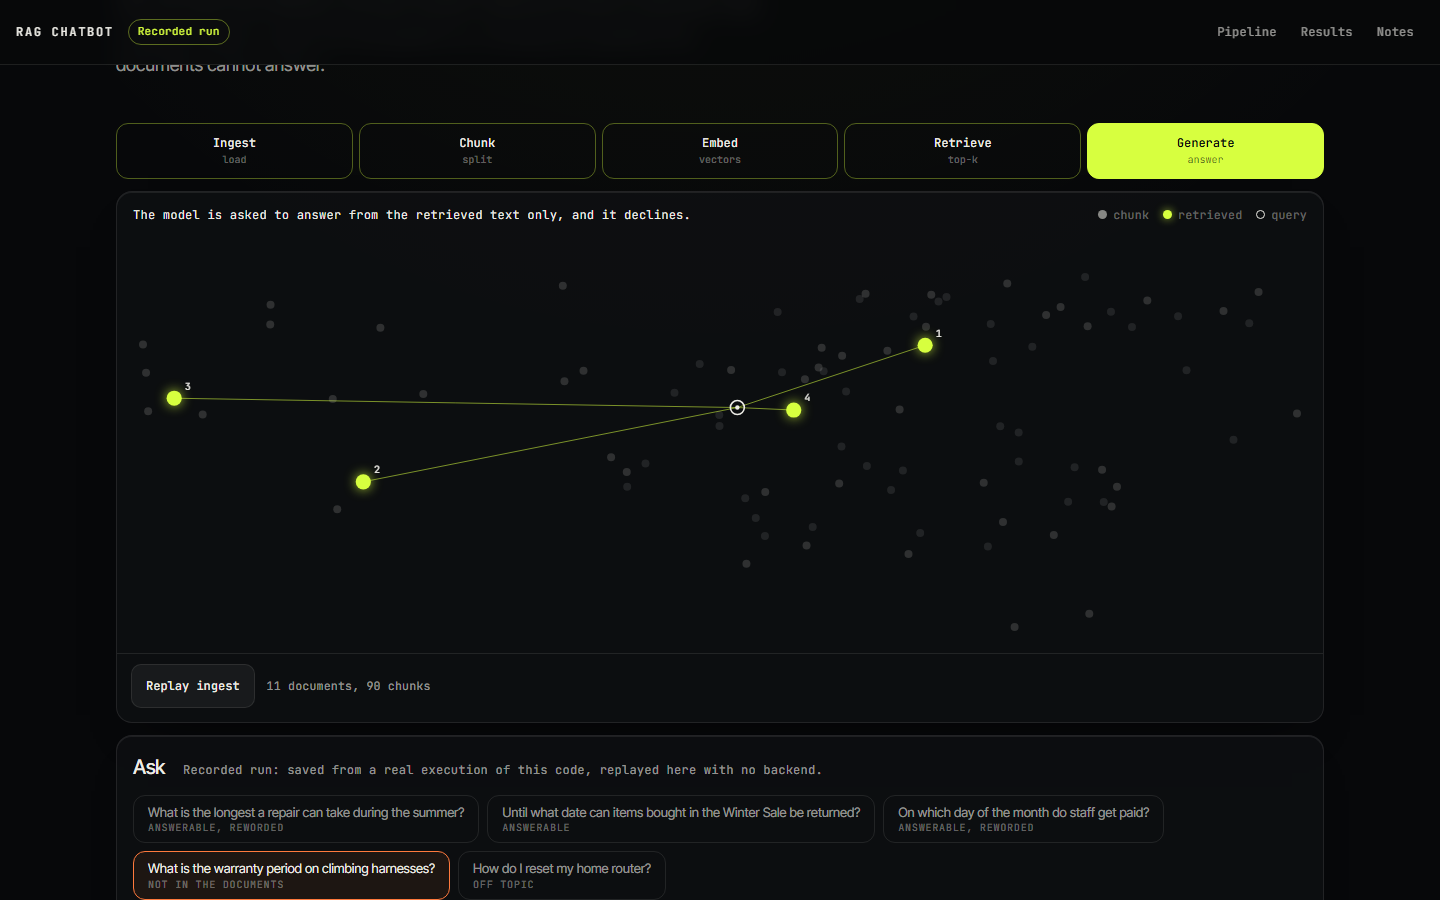 RAG CHATBOT
Recorded run
Pipeline
Results
Notes
documents cannot answer.
Ingest
load
Chunk
split
Embed
vectors
Retrieve
top-k
Generate
answer
The model is asked to answer from the retrieved text only, and it declines.
chunk
retrieved
query
1
3
4
2
Replay ingest
11 documents, 90 chunks
Ask
Recorded run: saved from a real execution of this code, replayed here with no backend.
What is the longest a repair can take during the summer?
ANSWERABLE, REWORDED
Until what date can items bought in the Winter Sale be returned?
ANSWERABLE
On which day of the month do staff get paid?
ANSWERABLE, REWORDED
What is the warranty period on climbing harnesses?
NOT IN THE DOCUMENTS
How do I reset my home router?
OFF TOPIC